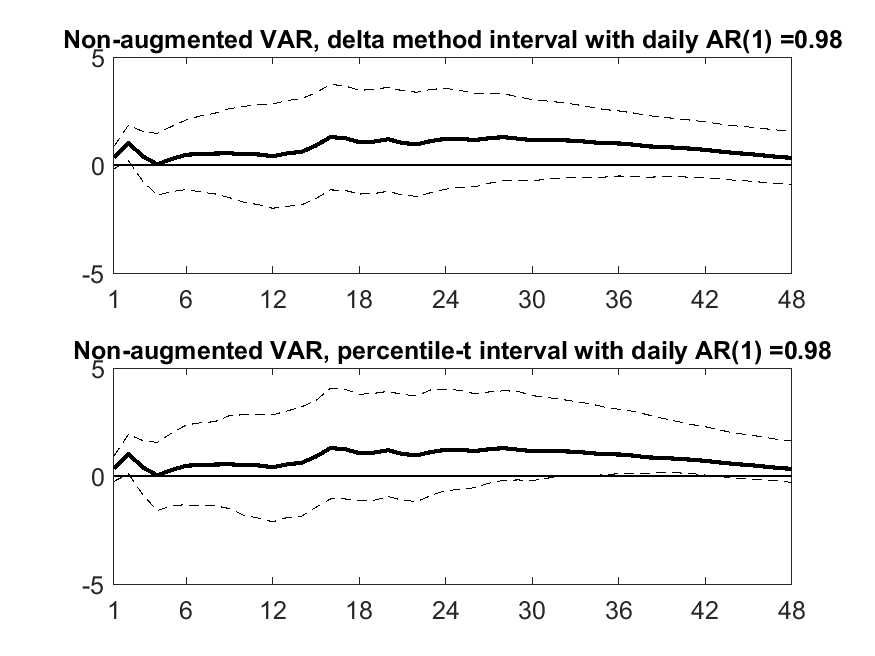 Non-augmented VAR, delta method interval with daily AR(1) =0.98
5
0
-5
1 6 12 18 24 30 36 42 48
Non-augmented VAR, percentile-t interval with daily AR(1) =0.98
5
0
-5
1 6 12 18 24 30 36 42 48